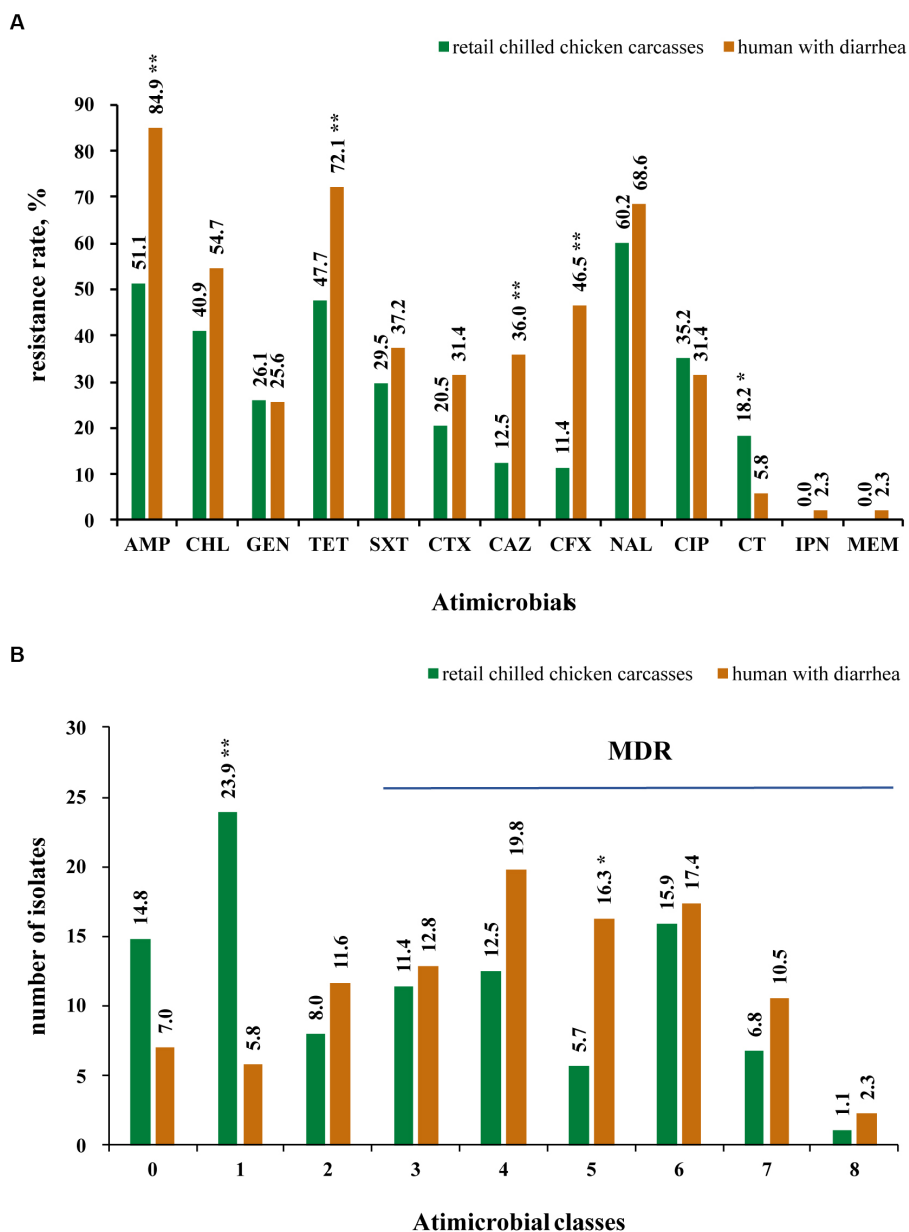 A
retail chilled chicken carcasses human with diarrhea
resistance rate, %
90
80
70
60
50
40
30
20
10
0
51.1 84.9 ** 40.9 54.7 26.1 25.6 47.7 72.1 ** 29.5 37.2 20.5 31.4 12.5 36.0 ** 11.4 46.5 ** 60.2 68.6 35.2 31.4 18.2 * 5.8 0.0 2.3 0.0 2.3
AMP CHL GEN TET SXT CTX CAZ CFX NAL CIP CT IPN MEM
Atimicrobials
B
retail chilled chicken carcasses human with diarrhea
number of isolates
30
25
20
15
10
5
0
MDR
14.8 7.0 23.9 ** 5.8 8.0 11.6 11.4 12.8 12.5 19.8 5.7 16.3 * 15.9 17.4 6.8 10.5 1.1 2.3
0 1 2 3 4 5 6 7 8
Atimicrobial classes